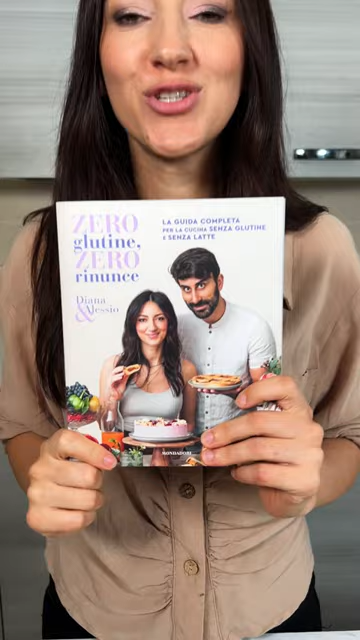 ZERO
glutine,
ZERO
rinunce
Diana
&Alessio
LA GUIDA COMPLETA
PER LA CUCINA SENZA GLUTINE
E SENZA LATTE
MONDADORI